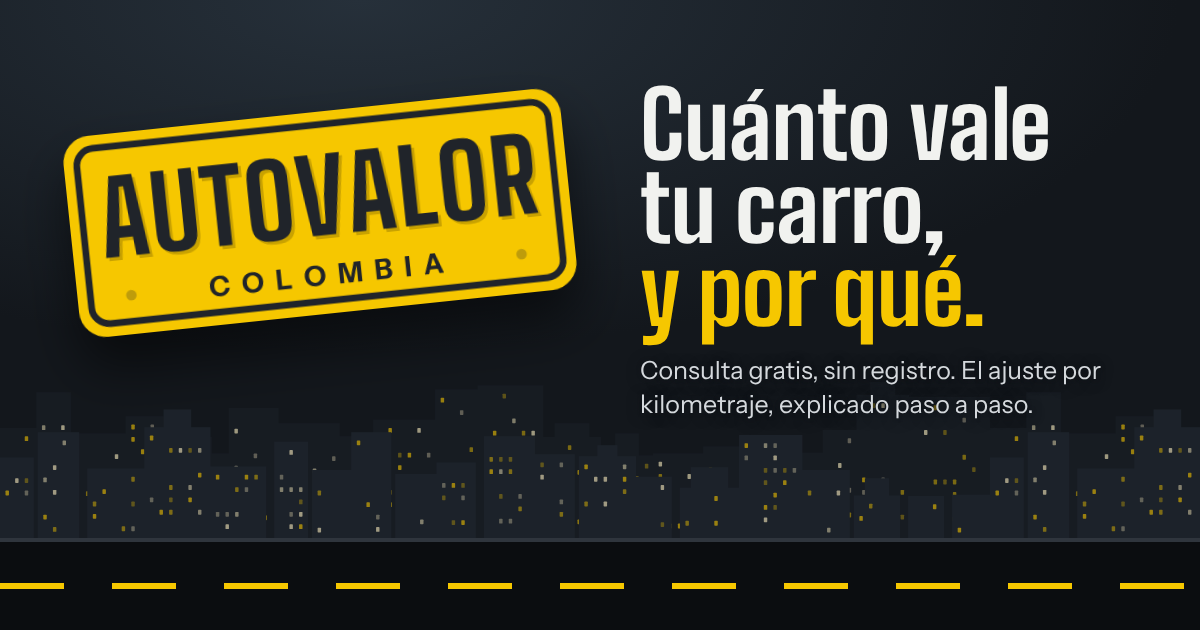 AUTOVALOR
COLOMBIA
Cuánto vale
tu carro,
y por qué.
Consulta gratis, sin registro. El ajuste por
kilometraje, explicado paso a paso.